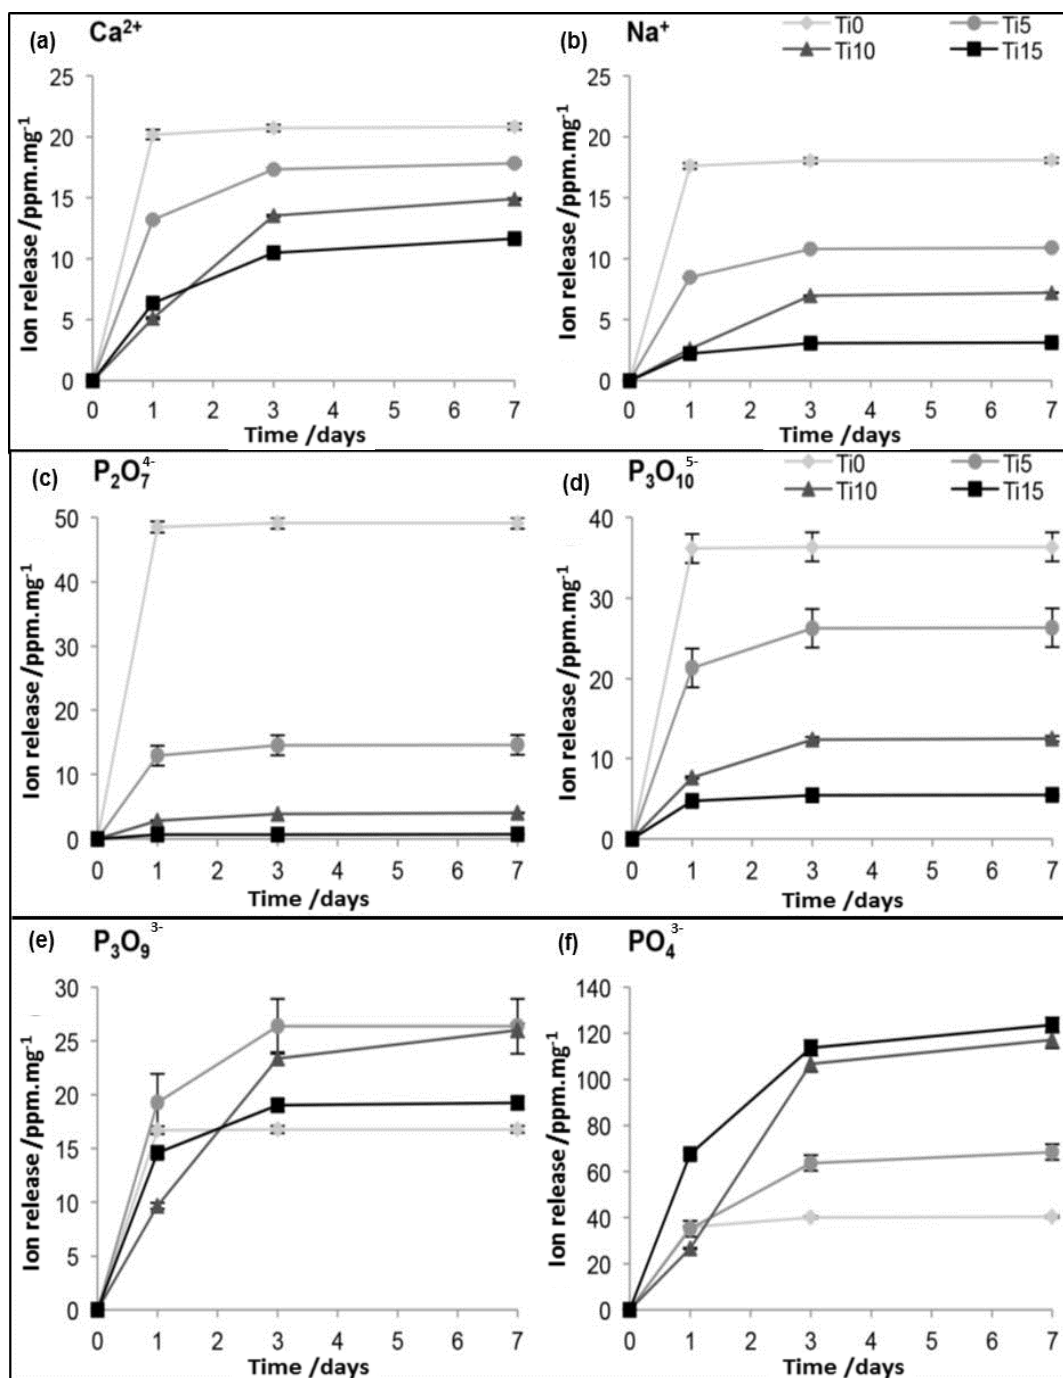 (a) Ca²⁺
(b) Na⁺
Ti0 Ti5
Ti10 Ti15
Ion release /ppm.mg⁻¹
25
20
15
10
5
0
0 1 2 3 4 5 6 7
Time /days
Ion release /ppm.mg⁻¹
25
20
15
10
5
0
0 1 2 3 4 5 6 7
Time /days
(c) P₂O₇⁴⁻
(d) P₃O₁₀⁵⁻
Ti0 Ti5
Ti10 Ti15
Ion release /ppm.mg⁻¹
50
40
30
20
10
0
0 1 2 3 4 5 6 7
Time /days
Ion release /ppm.mg⁻¹
40
30
20
10
0
0 1 2 3 4 5 6 7
Time /days
(e) P₃O₉³⁻
(f) PO₄³⁻
Ion release /ppm.mg⁻¹
30
25
20
15
10
5
0
0 1 2 3 4 5 6 7
Time /days
Ion release /ppm.mg⁻¹
140
120
100
80
60
40
20
0
0 1 2 3 4 5 6 7
Time /days